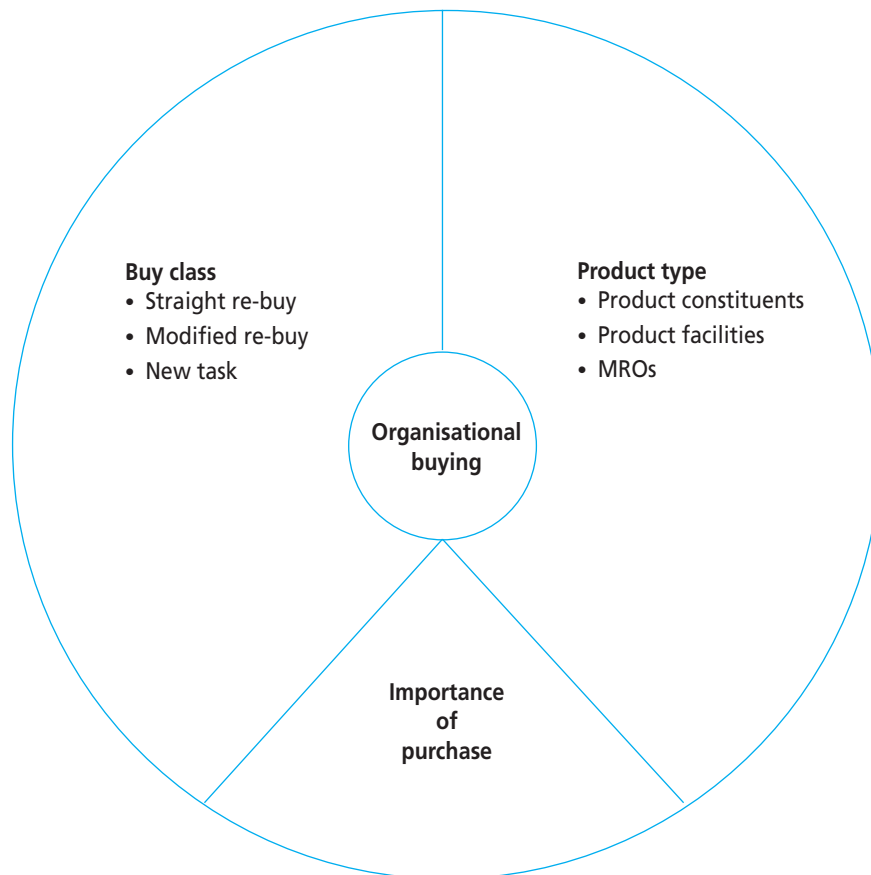 Buy class
• Straight re-buy
• Modified re-buy
• New task
Product type
• Product constituents
• Product facilities
• MROs
Organisational
buying
Importance
of
purchase